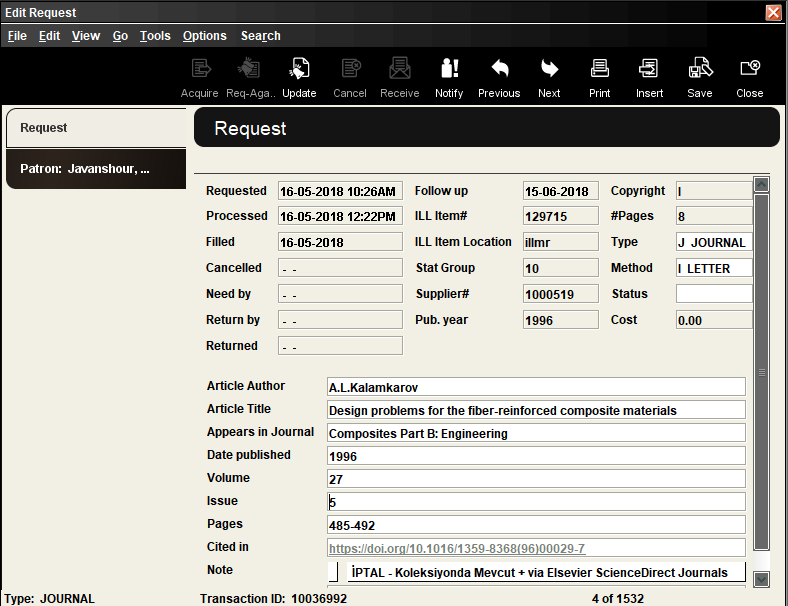 Edit Request
File Edit View Go Tools Options Search
Acquire Req-Aga.. Update Cancel Receive Notify Previous Next Print Insert Save Close
Request
Patron: Javanshour, ...
Request
Requested 16-05-2018 10:26AM Follow up 15-06-2018 Copyright I
Processed 16-05-2018 12:22PM ILL Item# 129715 #Pages 8
Filled 16-05-2018 ILL Item Location illmr Type J JOURNAL
Cancelled - - Stat Group 10 Method I LETTER
Need by - - Supplier# 1000519 Status
Return by - - Pub. year 1996 Cost 0.00
Returned - -
Article Author A.L.Kalamkarov
Article Title Design problems for the fiber-reinforced composite materials
Appears in Journal Composites Part B: Engineering
Date published 1996
Volume 27
Issue 5
Pages 485-492
Cited in https://doi.org/10.1016/1359-8368(96)00029-7
Note İPTAL - Koleksiyonda Mevcut + via Elsevier ScienceDirect Journals
Type: JOURNAL Transaction ID: 10036992 4 of 1532